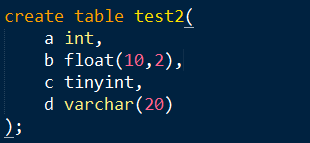 create table test2(
    a int,
    b float(10,2),
    c tinyint,
    d varchar(20)
);